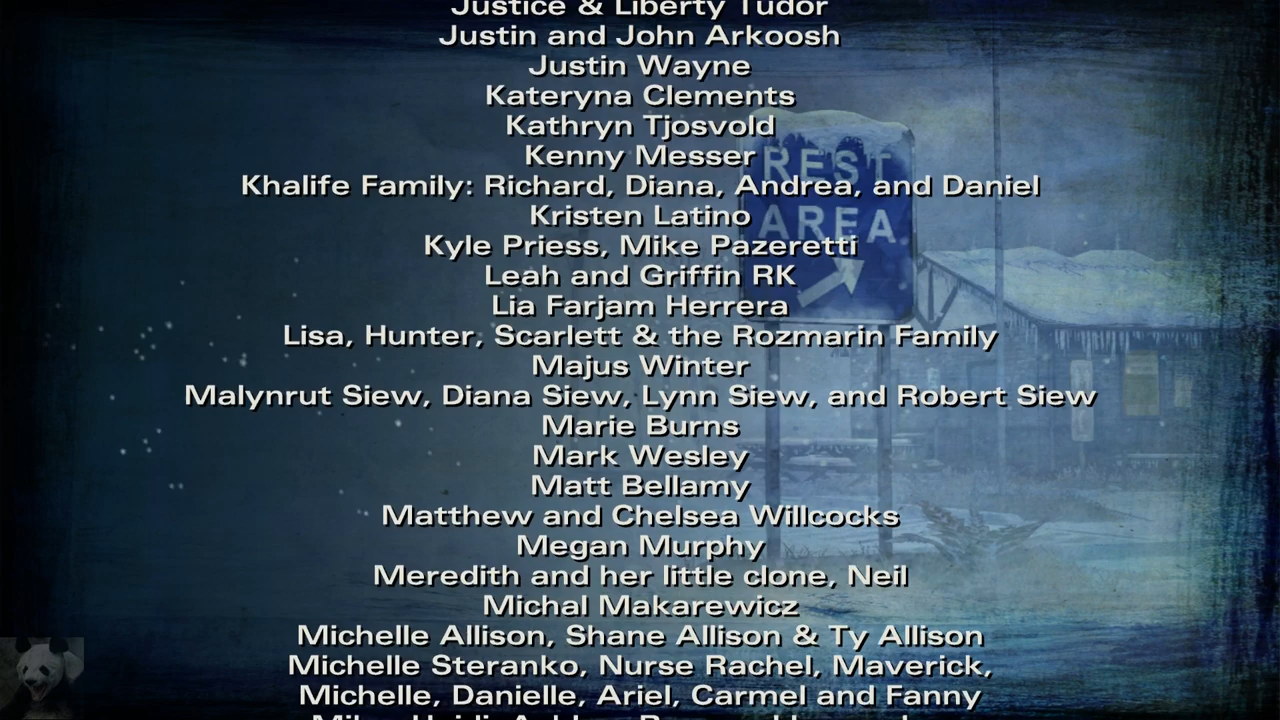 Justice & Liberty Tudor
Justin and John Arkoosh
Justin Wayne
Kateryna Clements
Kathryn Tjosvold
Kenny Messer
Khalife Family: Richard, Diana, Andrea, and Daniel
Kristen Latino
Kyle Priess, Mike Pazeretti
Leah and Griffin RK
Lia Farjam Herrera
Lisa, Hunter, Scarlett & the Rozmarin Family
Majus Winter
Malynrut Siew, Diana Siew, Lynn Siew, and Robert Siew
Marie Burns
Mark Wesley
Matt Bellamy
Matthew and Chelsea Willcocks
Megan Murphy
Meredith and her little clone, Neil
Michal Makarewicz
Michelle Allison, Shane Allison & Ty Allison
Michelle Steranko, Nurse Rachel, Maverick,
Michelle, Danielle, Ariel, Carmel and Fanny
REST
AREA